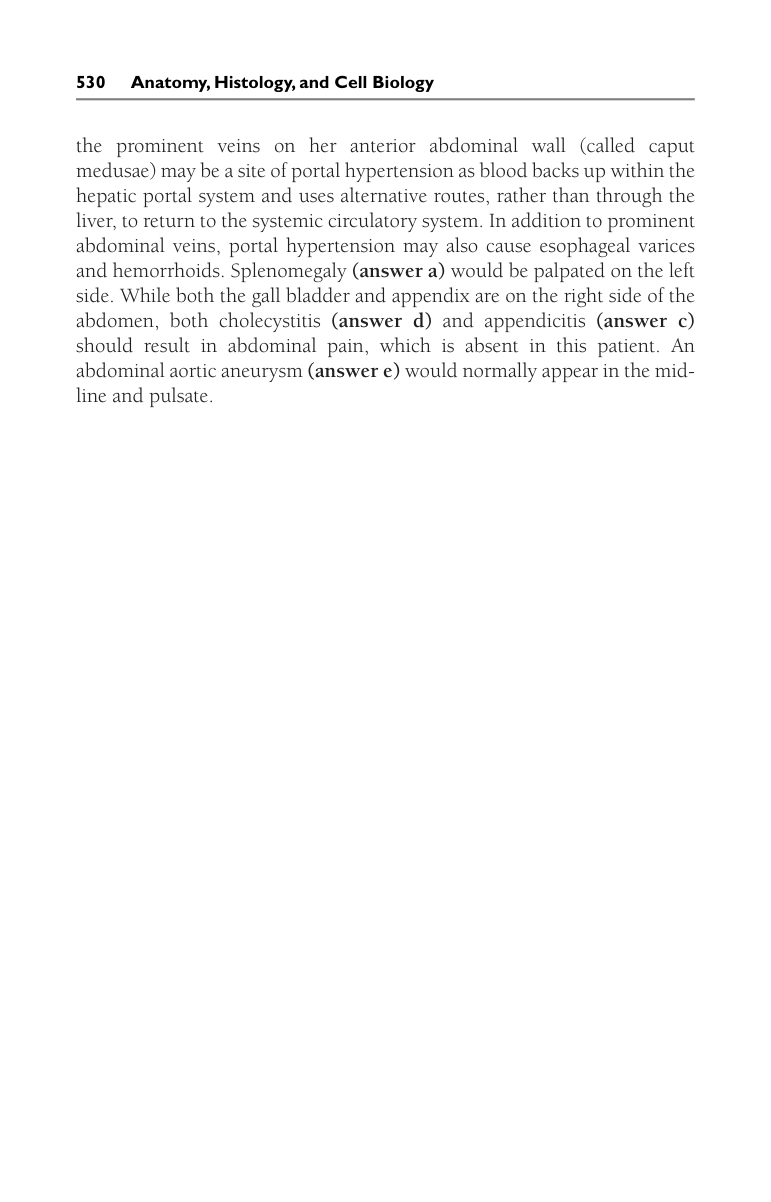 530 Anatomy, Histology, and Cell Biology
the prominent veins on her anterior abdominal wall (called caput
medusae) may be a site of portal hypertension as blood backs up within the
hepatic portal system and uses alternative routes, rather than through the
liver, to return to the systemic circulatory system. In addition to prominent
abdominal veins, portal hypertension may also cause esophageal varices
and hemorrhoids. Splenomegaly (answer a) would be palpated on the left
side. While both the gall bladder and appendix are on the right side of the
abdomen, both cholecystitis (answer d) and appendicitis (answer c)
should result in abdominal pain, which is absent in this patient. An
abdominal aortic aneurysm (answer e) would normally appear in the mid-
line and pulsate.